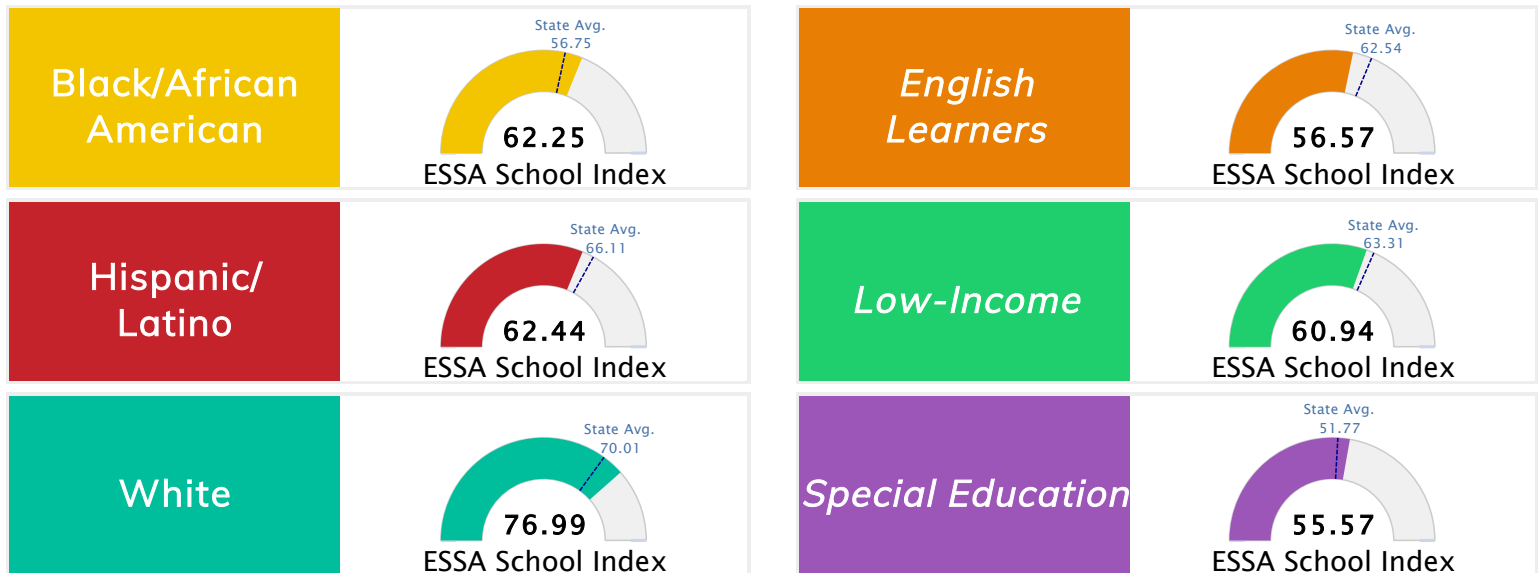 Black/African
American
State Avg.
56.75
62.25
ESSA School Index
English
Learners
State Avg.
62.54
56.57
ESSA School Index
Hispanic/
Latino
State Avg.
66.11
62.44
ESSA School Index
Low-Income
State Avg.
63.31
60.94
ESSA School Index
White
State Avg.
70.01
76.99
ESSA School Index
Special Education
State Avg.
51.77
55.57
ESSA School Index